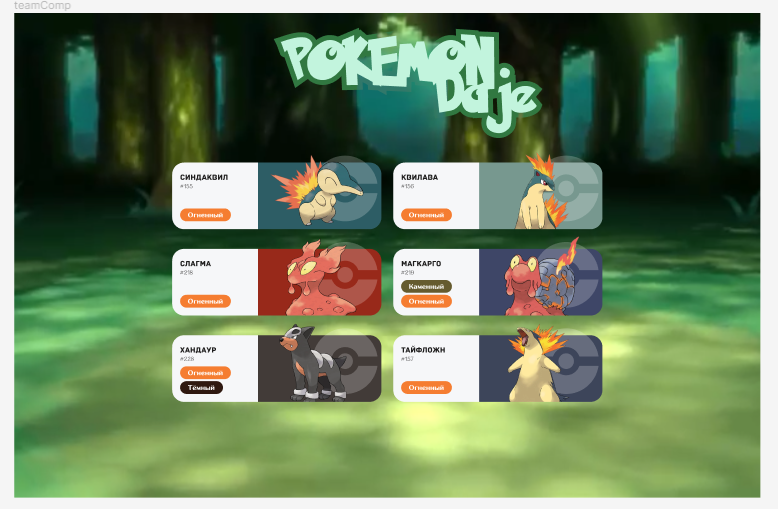 teamComp
POKEMON
Da je
СИНДАКВИЛ
#155
Огненный
КВИЛАВА
#156
Огненный
СЛАГМА
#218
Огненный
МАГКАРГО
#219
Каменный
Огненный
ХАНДАУР
#228
Огненный
Тёмный
ТАЙФЛОЖН
#157
Огненный